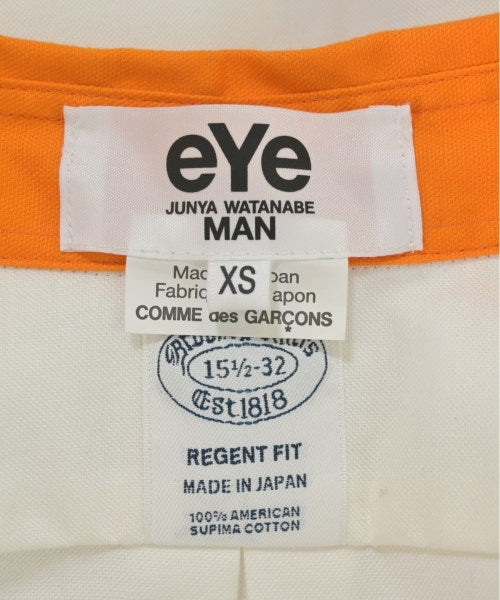 eYe
JUNYA WATANABE
MAN
XS
COMME des GARÇONS
15½-32
Est.1818
REGENT FIT
MADE IN JAPAN
100% AMERICAN
SUPIMA COTTON